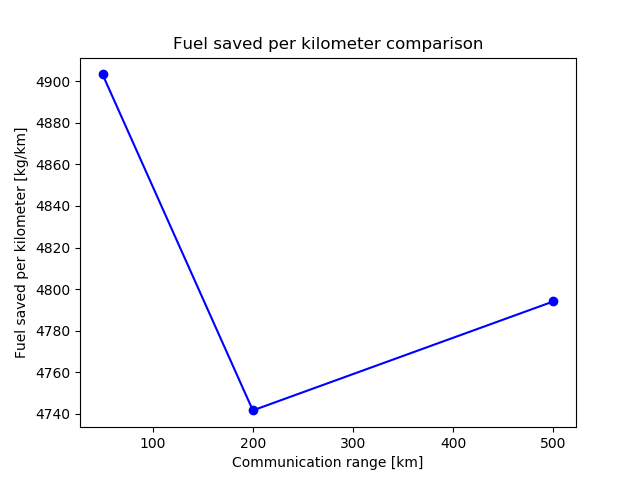 Fuel saved per kilometer comparison
Fuel saved per kilometer [kg/km]
4900
4880
4860
4840
4820
4800
4780
4760
4740
100 200 300 400 500
Communication range [km]